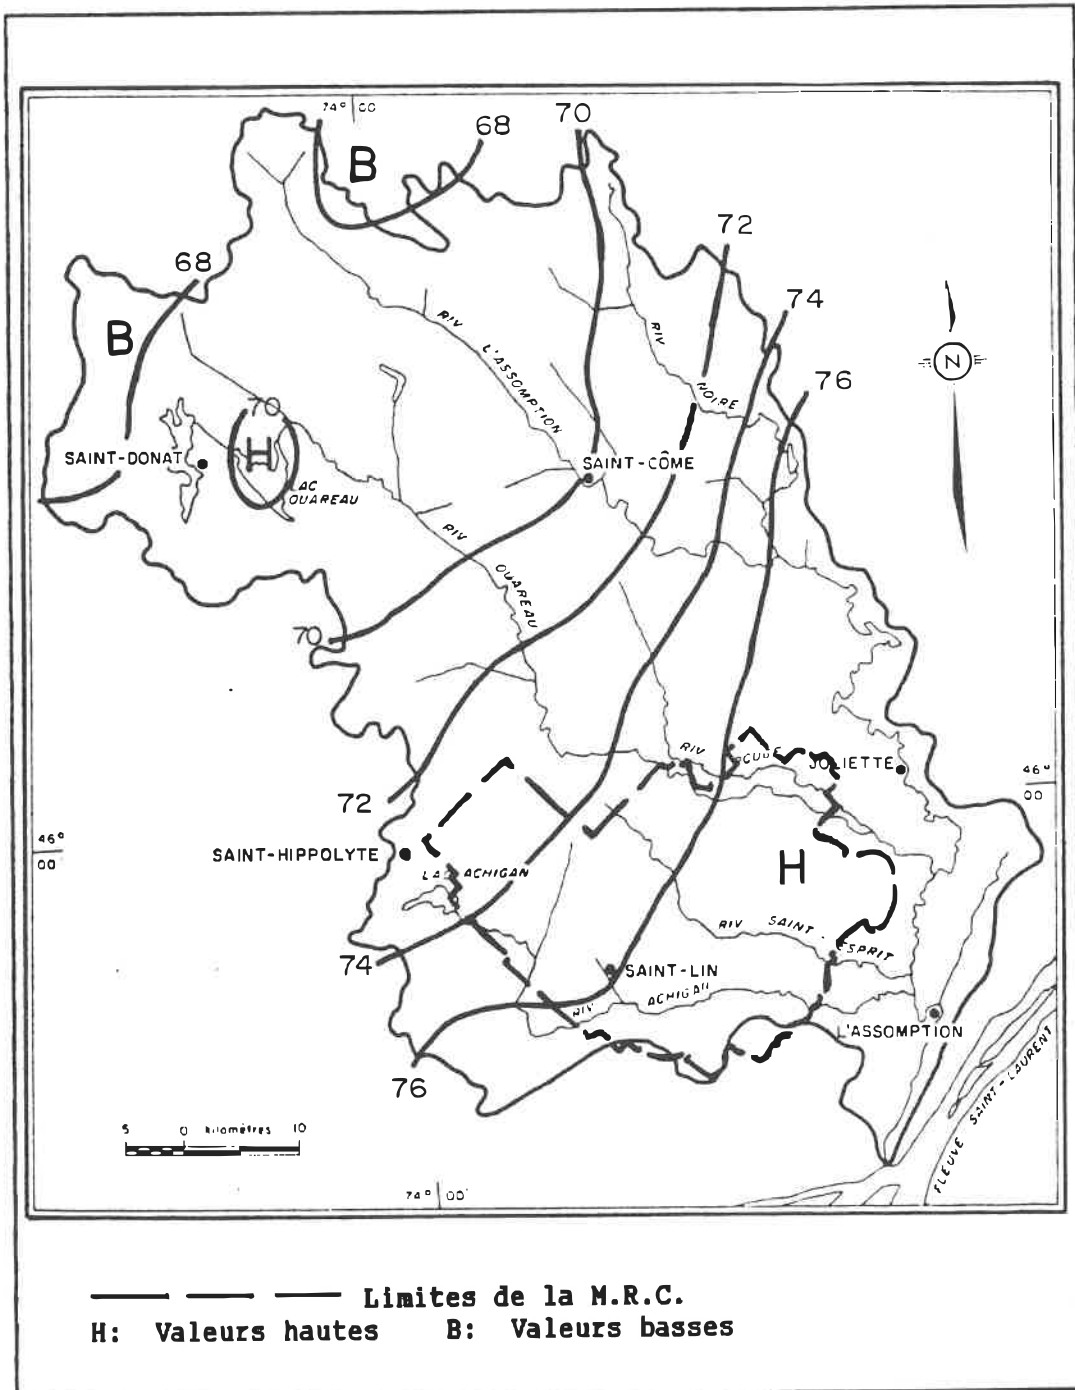 74° 00
70
68
B
72
68
74
B
RIV L'ASSOMPTION
RIV NOIRE
N
76
70
H
SAINT-DONAT
SAINT-CÔME
LAC
OUAREAU
RIV OUAREAU
70
RIV
JOLIETTE
46°
00
72
46°
00
SAINT-HIPPOLYTE
ACHIGAN
H
RIV SAINT-ESPRIT
74
SAINT-LIN
RIV ACHIGAN
L'ASSOMPTION
76
FLEUVE SAINT-LAURENT
5 0 kilomètres 10
74° 00'
Limites de la M.R.C.
H: Valeurs hautes B: Valeurs basses